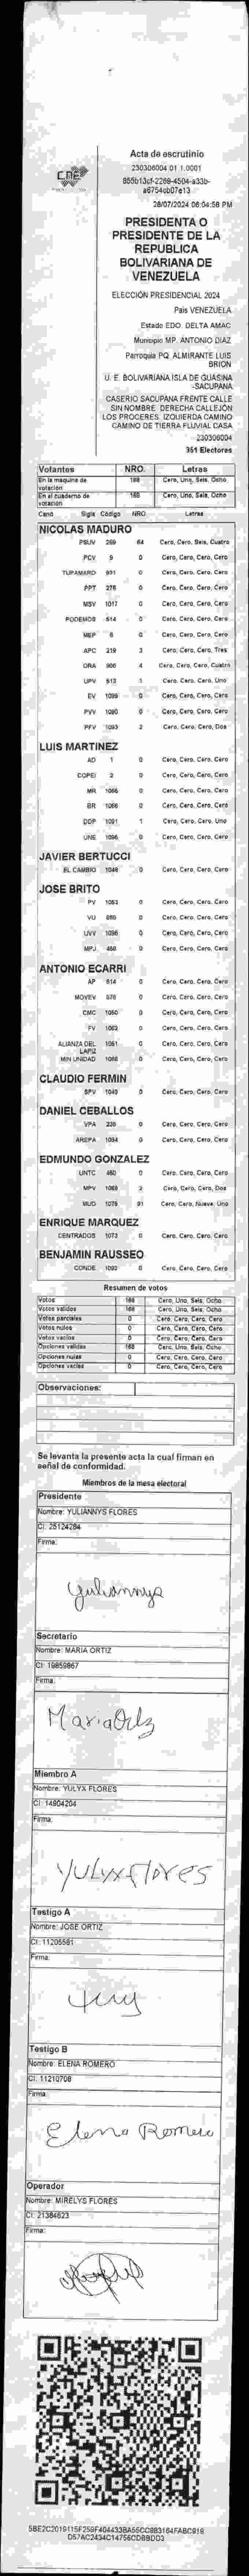 CNE
Acta de escrutinio
230306004.01.1.0001
28/07/2024 06:04:58 PM
PRESIDENTA O
PRESIDENTE DE LA
REPUBLICA
BOLIVARIANA DE
VENEZUELA
ELECCIÓN PRESIDENCIAL 2024
Pais VENEZUELA
Estado EDO. DELTA AMAC
Municipio MP. ANTONIO DIAZ
Parroquia PQ. ALMIRANTE LUIS
BRION
U. E. BOLIVARIANA ISLA DE GUASINA
-SACUPANA
CASERIO SACUPANA FRENTE CALLE
SIN NOMBRE. DERECHA CALLEJÓN
LOS PROCERES. IZQUIERDA CAMINO
CAMINO DE TIERRA FLUVIAL CASA
230306004
351 Electores
Votantes NRO. Letras
En la maquina de votación 168 Cero, Uno, Seis, Ocho
En el cuaderno de votación 168 Cero, Uno, Seis, Ocho
Cand Sigla Código NRO Letras
NICOLAS MADURO
PSUV 269 64 Cero, Cero, Seis, Cuatro
PCV 9 0 Cero, Cero, Cero, Cero
TUPAMARO 931 0 Cero, Cero, Cero, Cero
PPT 275 0 Cero, Cero, Cero, Cero
MSV 1017 0 Cero, Cero, Cero, Cero
PODEMOS 514 0 Cero, Cero, Cero, Cero
MEP 6 0 Cero, Cero, Cero, Cero
APC 219 3 Cero, Cero, Cero, Tres
ORA 906 4 Cero, Cero, Cero, Cuatro
UPV 513 1 Cero, Cero, Cero, Uno
EV 1099 0 Cero, Cero, Cero, Cero
PVV 1090 0 Cero, Cero, Cero, Cero
PFV 1093 2 Cero, Cero, Cero, Dos
LUIS MARTINEZ
AD 1 0 Cero, Cero, Cero, Cero
COPEI 2 0 Cero, Cero, Cero, Cero
MR 1065 0 Cero, Cero, Cero, Cero
BR 1066 0 Cero, Cero, Cero, Cero
DDP 1091 1 Cero, Cero, Cero, Uno
UNE 1096 0 Cero, Cero, Cero, Cero
JAVIER BERTUCCI
EL CAMBIO 1048 0 Cero, Cero, Cero, Cero
JOSE BRITO
PV 1053 0 Cero, Cero, Cero, Cero
VU 989 0 Cero, Cero, Cero, Cero
UVV 1098 0 Cero, Cero, Cero, Cero
MPJ 458 0 Cero, Cero, Cero, Cero
ANTONIO ECARRI
AP 614 0 Cero, Cero, Cero, Cero
MOVEV 976 0 Cero, Cero, Cero, Cero
CMC 1050 0 Cero, Cero, Cero, Cero
FV 1062 0 Cero, Cero, Cero, Cero
ALIANZA DEL LAPIZ 1051 0 Cero, Cero, Cero, Cero
MIN UNIDAD 1068 0 Cero, Cero, Cero, Cero
CLAUDIO FERMIN
SPV 1040 0 Cero, Cero, Cero, Cero
DANIEL CEBALLOS
VPA 230 0 Cero, Cero, Cero, Cero
AREPA 1094 0 Cero, Cero, Cero, Cero
EDMUNDO GONZALEZ
UNTC 460 0 Cero, Cero, Cero, Cero
MPV 1069 2 Cero, Cero, Cero, Dos
MUD 1075 91 Cero, Cero, Nueve, Uno
ENRIQUE MARQUEZ
CENTRADOS 1073 0 Cero, Cero, Cero, Cero
BENJAMIN RAUSSEO
CONDE 1092 0 Cero, Cero, Cero, Cero
Resumen de votos
Votos 168 Cero, Uno, Seis, Ocho
Votos validos 168 Cero, Uno, Seis, Ocho
Votos parciales 0 Cero, Cero, Cero, Cero
Votos nulos 0 Cero, Cero, Cero, Cero
Votos vacios 0 Cero, Cero, Cero, Cero
Opciones validas 168 Cero, Uno, Seis, Ocho
Opciones nulas 0 Cero, Cero, Cero, Cero
Opciones vacias 0 Cero, Cero, Cero, Cero
Observaciones:
Se levanta la presente acta la cual firman en
señal de conformidad.
Miembros de la mesa electoral
Presidente
Nombre: YULIANNYS FLORES
CI: 25124284
Firma:
Yuliannys
Secretario
Nombre: MARIA ORTIZ
CI: 19859867
Firma:
Maria Ortiz
Miembro A
Nombre: YULYX FLORES
CI: 14904204
Firma:
Yulyx flores
Testigo A
Nombre: JOSE ORTIZ
CI: 11205581
Firma:
Testigo B
Nombre: ELENA ROMERO
CI: 11210708
Firma:
Elena Romero
Operador
Nombre: MIRELYS FLORES
CI: 21384623
Firma: